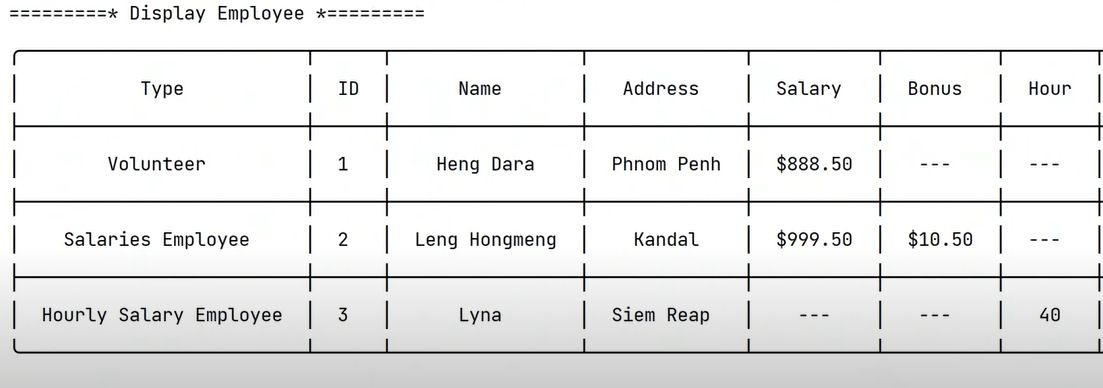 =========* Display Employee *=========
Type ID Name Address Salary Bonus Hour
Volunteer 1 Heng Dara Phnom Penh $888.50 --- ---
Salaries Employee 2 Leng Hongmeng Kandal $999.50 $10.50 ---
Hourly Salary Employee 3 Lyna Siem Reap --- --- 40